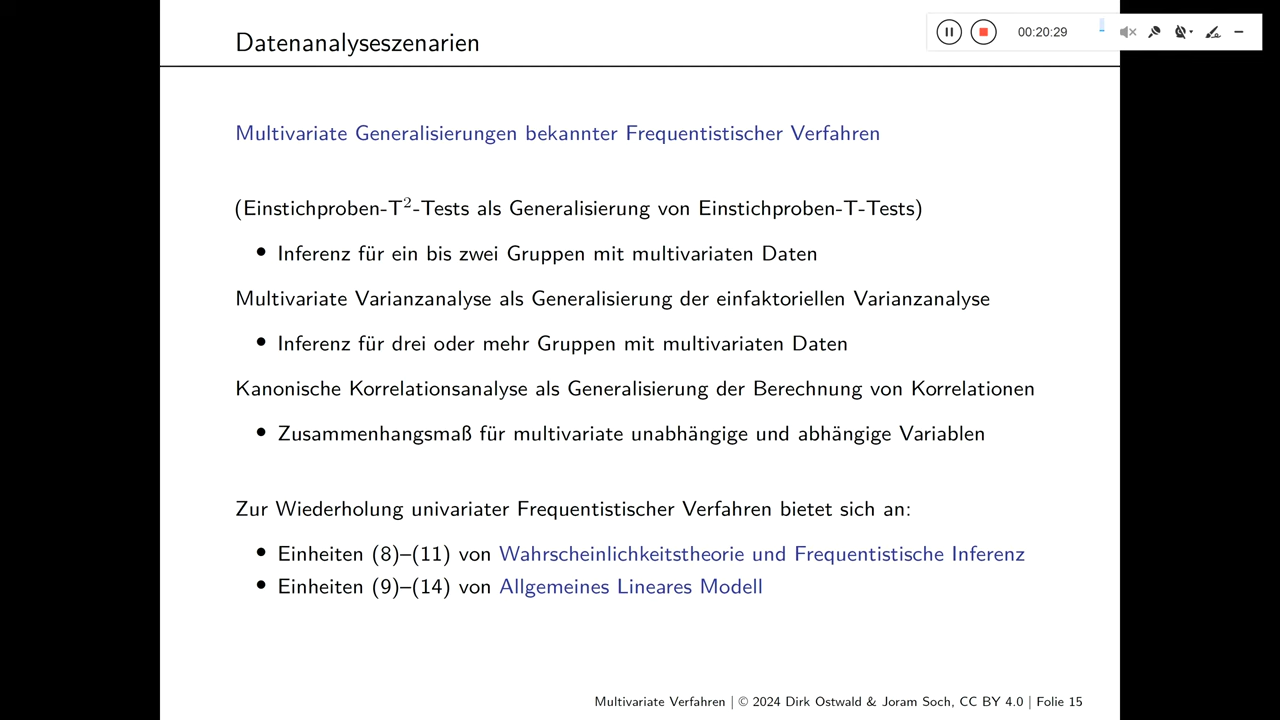 Datenanalyseszenarien
00:20:29
Multivariate Generalisierungen bekannter Frequentistischer Verfahren
(Einstichproben-T²-Tests als Generalisierung von Einstichproben-T-Tests)
• Inferenz für ein bis zwei Gruppen mit multivariaten Daten
Multivariate Varianzanalyse als Generalisierung der einfaktoriellen Varianzanalyse
• Inferenz für drei oder mehr Gruppen mit multivariaten Daten
Kanonische Korrelationsanalyse als Generalisierung der Berechnung von Korrelationen
• Zusammenhangsmaß für multivariate unabhängige und abhängige Variablen
Zur Wiederholung univariater Frequentistischer Verfahren bietet sich an:
• Einheiten (8)–(11) von Wahrscheinlichkeitstheorie und Frequentistische Inferenz
• Einheiten (9)–(14) von Allgemeines Lineares Modell
Multivariate Verfahren | © 2024 Dirk Ostwald & Joram Soch, CC BY 4.0 | Folie 15